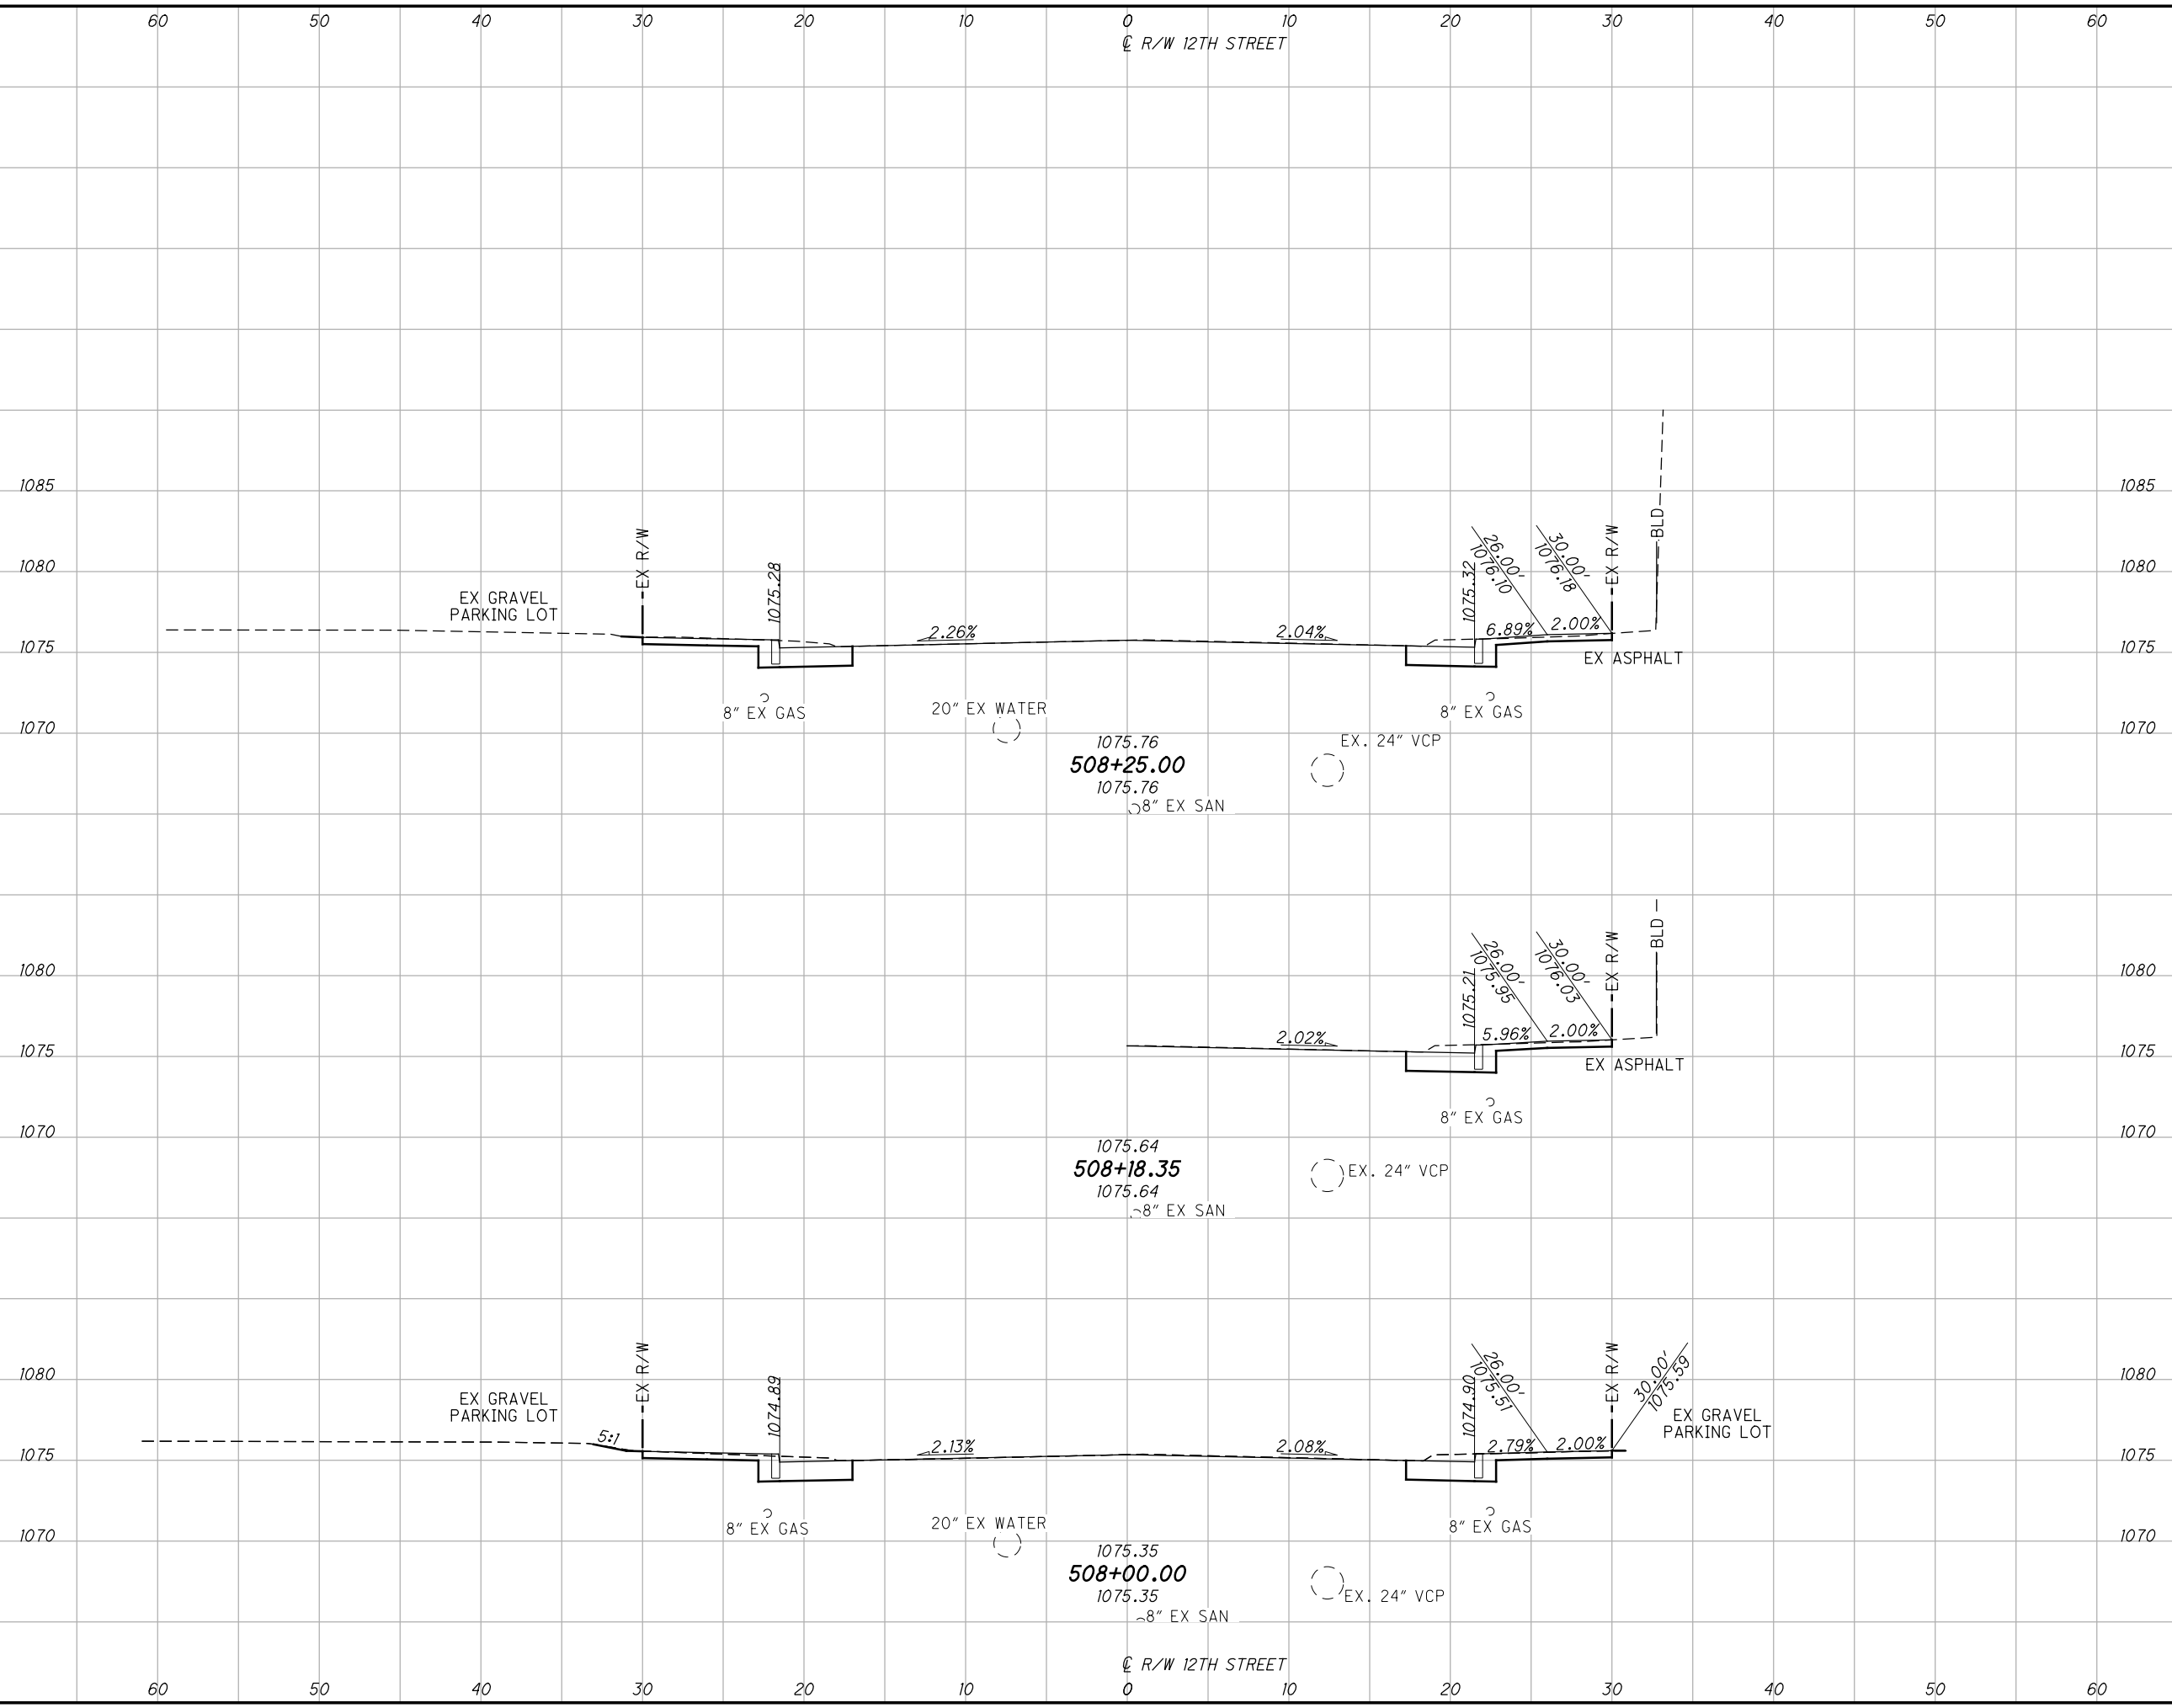 60 50 40 30 20 10 0 10 20 30 40 50 60
℄ R/W 12TH STREET
1085 1085
1080 1080
1075 1075
1070 1070
EX GRAVEL
PARKING LOT
EX R/W
1075.28
2.26%
2.04%
1075.32
26.00'
1076.10
30.00'
1076.18
6.89%
2.00%
EX R/W
BLD
EX ASPHALT
8" EX GAS
20" EX WATER
8" EX GAS
EX. 24" VCP
1075.76
508+25.00
1075.76
8" EX SAN
1080 1080
1075 1075
1070 1070
2.02%
1075.21
26.00'
1075.95
30.00'
1076.03
5.96%
2.00%
EX R/W
BLD
EX ASPHALT
8" EX GAS
1075.64
508+18.35
1075.64
EX. 24" VCP
8" EX SAN
1080 1080
1075 1075
1070 1070
EX GRAVEL
PARKING LOT
5:1
EX R/W
1074.89
2.13%
2.08%
1074.90
26.00'
1075.51
2.79%
2.00%
EX R/W
30.00'
1075.59
EX GRAVEL
PARKING LOT
8" EX GAS
20" EX WATER
8" EX GAS
1075.35
508+00.00
1075.35
EX. 24" VCP
8" EX SAN
℄ R/W 12TH STREET
60 50 40 30 20 10 0 10 20 30 40 50 60